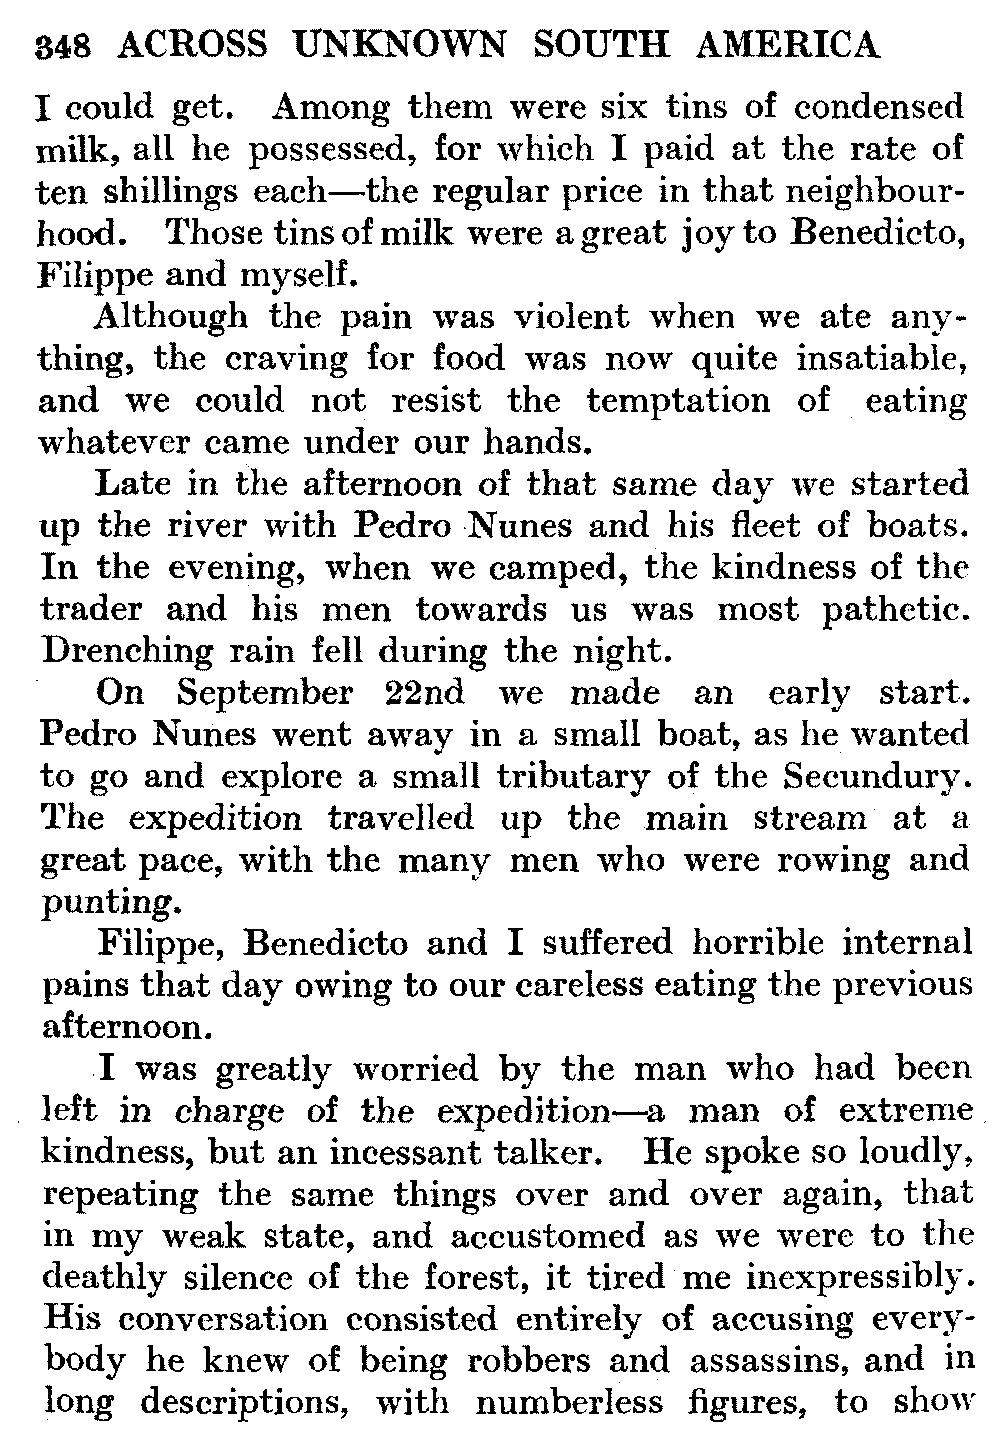 348 ACROSS UNKNOWN SOUTH AMERICA
I could get. Among them were six tins of condensed
milk, all he possessed, for which I paid at the rate of
ten shillings each—the regular price in that neighbour-
hood. Those tins of milk were a great joy to Benedicto,
Filippe and myself.
Although the pain was violent when we ate any-
thing, the craving for food was now quite insatiable,
and we could not resist the temptation of eating
whatever came under our hands.
Late in the afternoon of that same day we started
up the river with Pedro Nunes and his fleet of boats.
In the evening, when we camped, the kindness of the
trader and his men towards us was most pathetic.
Drenching rain fell during the night.
On September 22nd we made an early start.
Pedro Nunes went away in a small boat, as he wanted
to go and explore a small tributary of the Secundury.
The expedition travelled up the main stream at a
great pace, with the many men who were rowing and
punting.
Filippe, Benedicto and I suffered horrible internal
pains that day owing to our careless eating the previous
afternoon.
I was greatly worried by the man who had been
left in charge of the expedition—a man of extreme
kindness, but an incessant talker. He spoke so loudly,
repeating the same things over and over again, that
in my weak state, and accustomed as we were to the
deathly silence of the forest, it tired me inexpressibly.
His conversation consisted entirely of accusing every-
body he knew of being robbers and assassins, and in
long descriptions, with numberless figures, to show